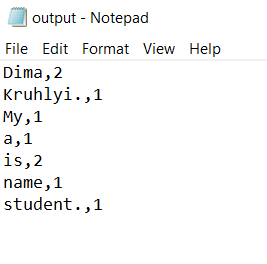 output - Notepad
File Edit Format View Help
Dima,2
Kruhlyi.,1
My,1
a,1
is,2
name,1
student.,1